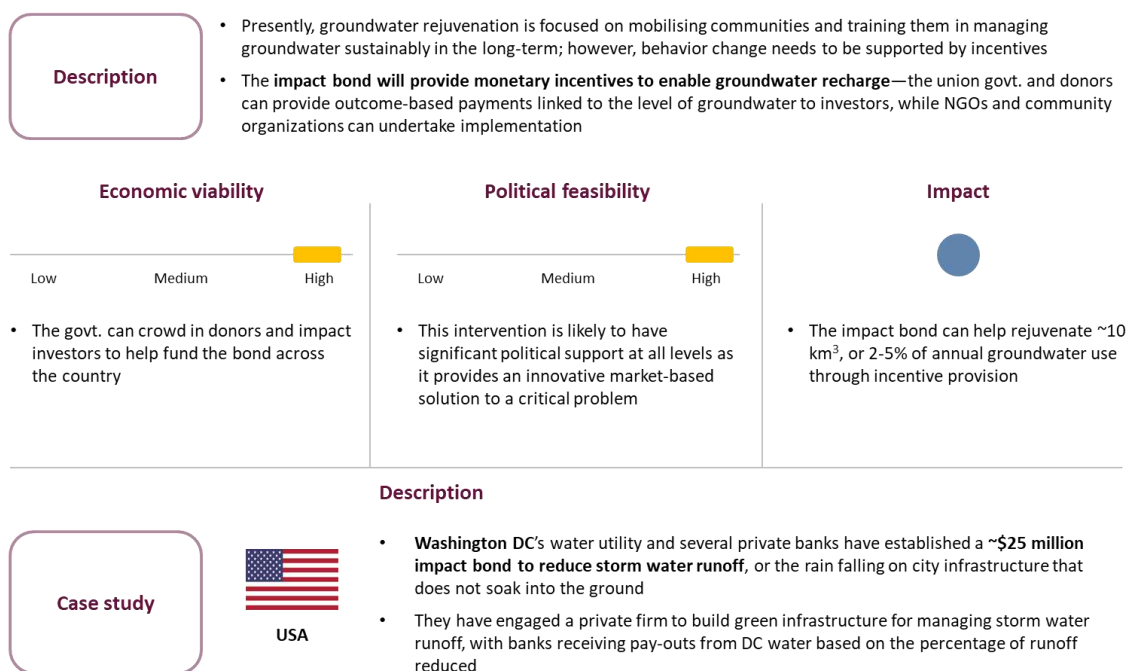 Description
• Presently, groundwater rejuvenation is focused on mobilising communities and training them in managing
groundwater sustainably in the long-term; however, behavior change needs to be supported by incentives
• The impact bond will provide monetary incentives to enable groundwater recharge—the union govt. and donors
can provide outcome-based payments linked to the level of groundwater to investors, while NGOs and community
organizations can undertake implementation
Economic viability
Low Medium High
• The govt. can crowd in donors and impact
investors to help fund the bond across
the country
Political feasibility
Low Medium High
• This intervention is likely to have
significant political support at all levels as
it provides an innovative market-based
solution to a critical problem
Impact
• The impact bond can help rejuvenate ~10
km³, or 2-5% of annual groundwater use
through incentive provision
Case study
USA
Description
• Washington DC’s water utility and several private banks have established a ~$25 million
impact bond to reduce storm water runoff, or the rain falling on city infrastructure that
does not soak into the ground
• They have engaged a private firm to build green infrastructure for managing storm water
runoff, with banks receiving pay-outs from DC water based on the percentage of runoff
reduced